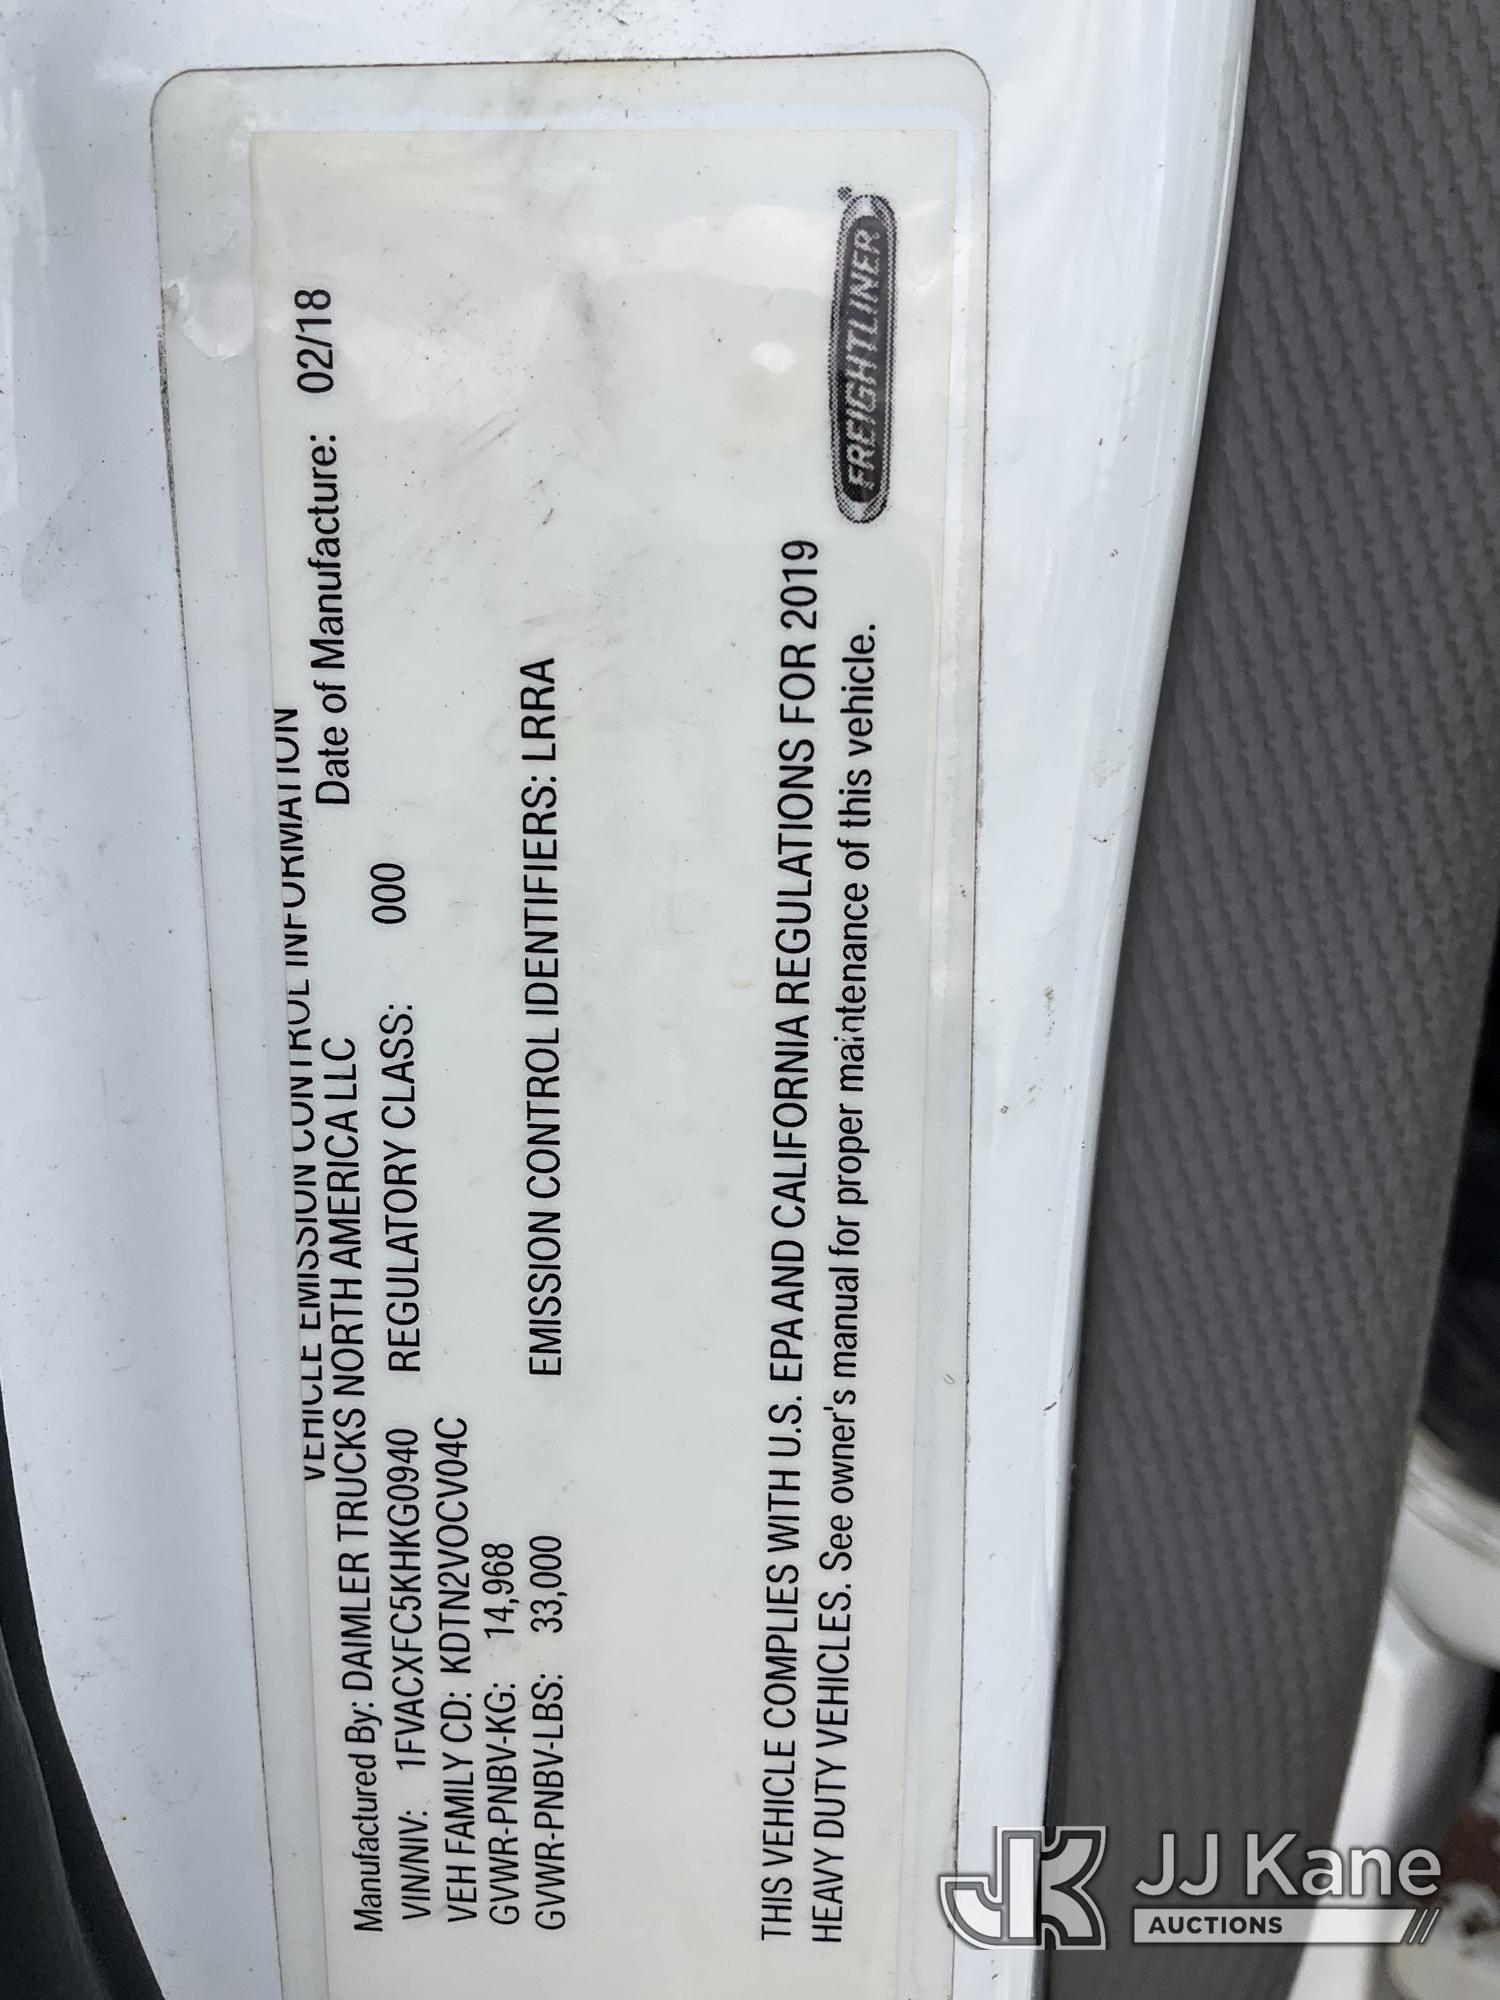 VEHICLE EMISSION CONTROL INFORMATION
Manufactured By: DAIMLER TRUCKS NORTH AMERICA LLC Date of Manufacture: 02/18
VIN/NIV: 1FVACXFC5KHKG0940 REGULATORY CLASS: 000
VEH FAMILY CD: KDTN2VOCV04C
GVWR-PNBV-KG: 14,968
GVWR-PNBV-LBS: 33,000 EMISSION CONTROL IDENTIFIERS: LRRA
THIS VEHICLE COMPLIES WITH U.S. EPA AND CALIFORNIA REGULATIONS FOR 2019
HEAVY DUTY VEHICLES. See owner's manual for proper maintenance of this vehicle.
FREIGHTLINER
JK JJ Kane
AUCTIONS